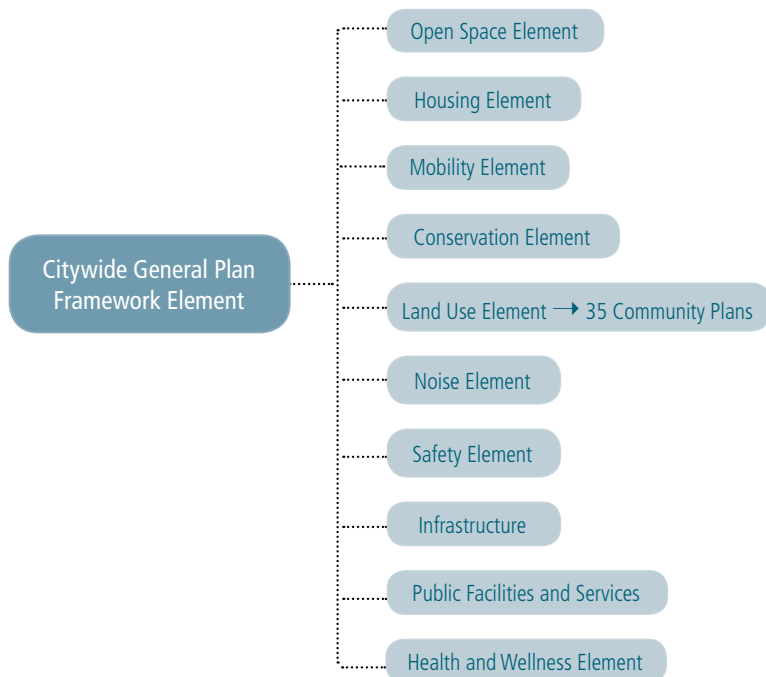 Citywide General Plan
Framework Element
Open Space Element
Housing Element
Mobility Element
Conservation Element
Land Use Element → 35 Community Plans
Noise Element
Safety Element
Infrastructure
Public Facilities and Services
Health and Wellness Element